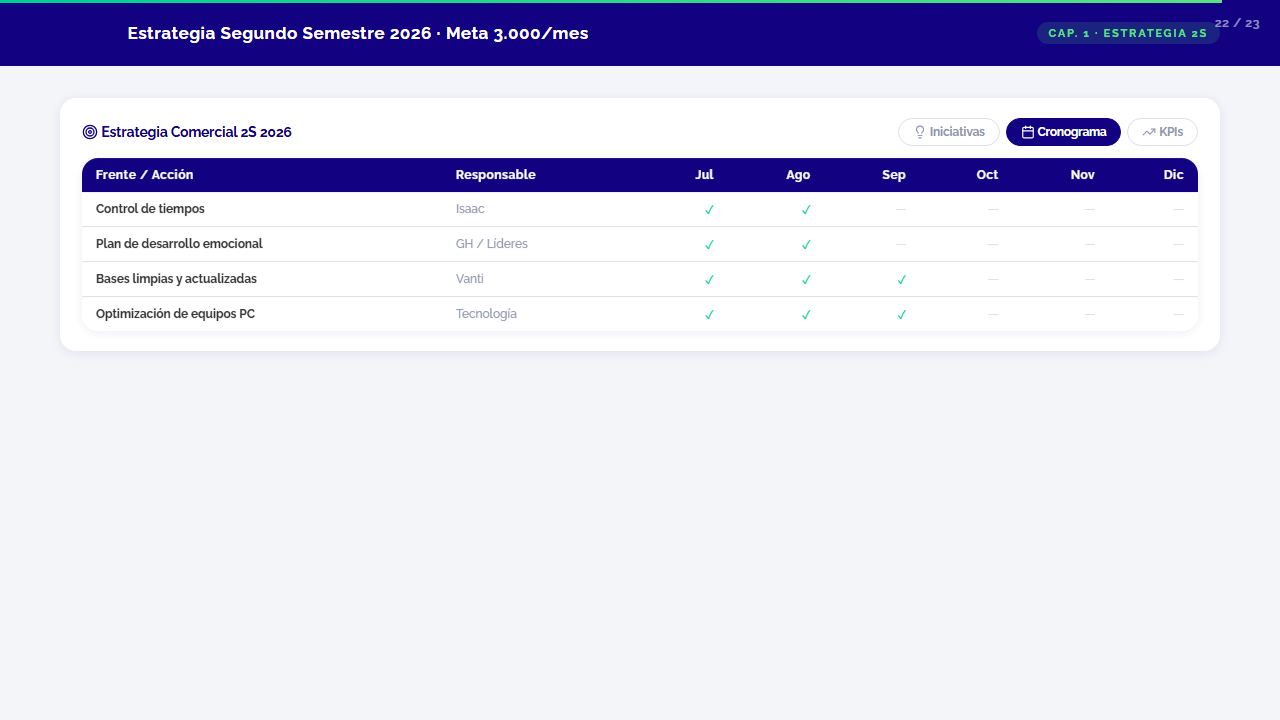 Estrategia Segundo Semestre 2026 · Meta 3.000/mes
CAP. 1 · ESTRATEGIA 2S
22 / 23
Estrategia Comercial 2S 2026
Iniciativas
Cronograma
KPIs
Frente / Acción Responsable Jul Ago Sep Oct Nov Dic
Control de tiempos Isaac ✓ ✓ — — — —
Plan de desarrollo emocional GH / Líderes ✓ ✓ — — — —
Bases limpias y actualizadas Vanti ✓ ✓ ✓ — — —
Optimización de equipos PC Tecnología ✓ ✓ ✓ — — —